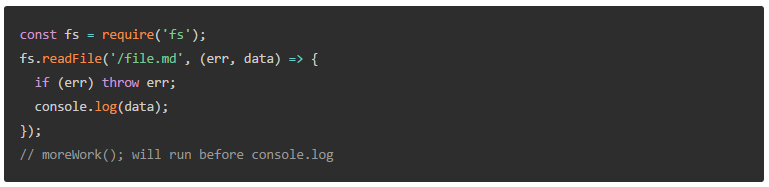 const fs = require('fs');
fs.readFile('/file.md', (err, data) => {
  if (err) throw err;
  console.log(data);
});
// moreWork(); will run before console.log